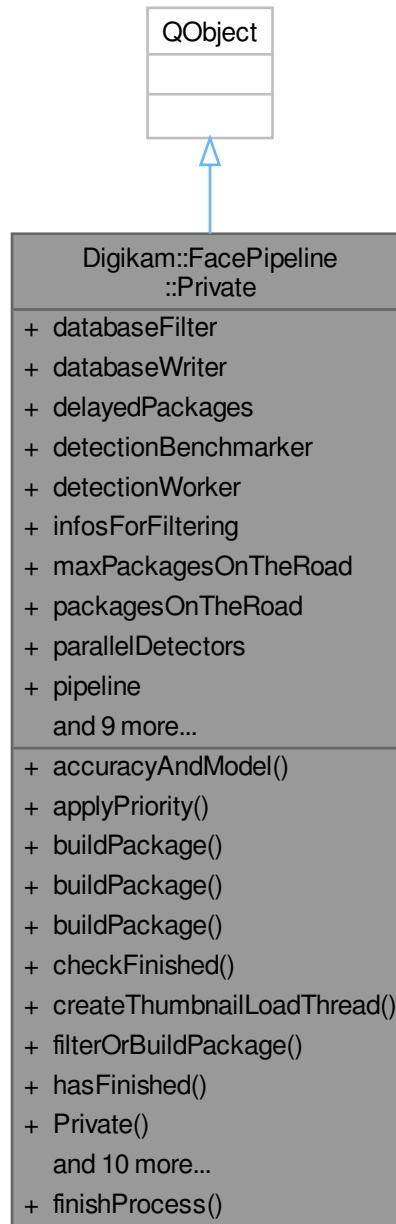 QObject
Digikam::FacePipeline
::Private
+ databaseFilter
+ databaseWriter
+ delayedPackages
+ detectionBenchmarker
+ detectionWorker
+ infosForFiltering
+ maxPackagesOnTheRoad
+ packagesOnTheRoad
+ parallelDetectors
+ pipeline
and 9 more...
+ accuracyAndModel()
+ applyPriority()
+ buildPackage()
+ buildPackage()
+ buildPackage()
+ checkFinished()
+ createThumbnailLoadThread()
+ filterOrBuildPackage()
+ hasFinished()
+ Private()
and 10 more...
+ finishProcess()